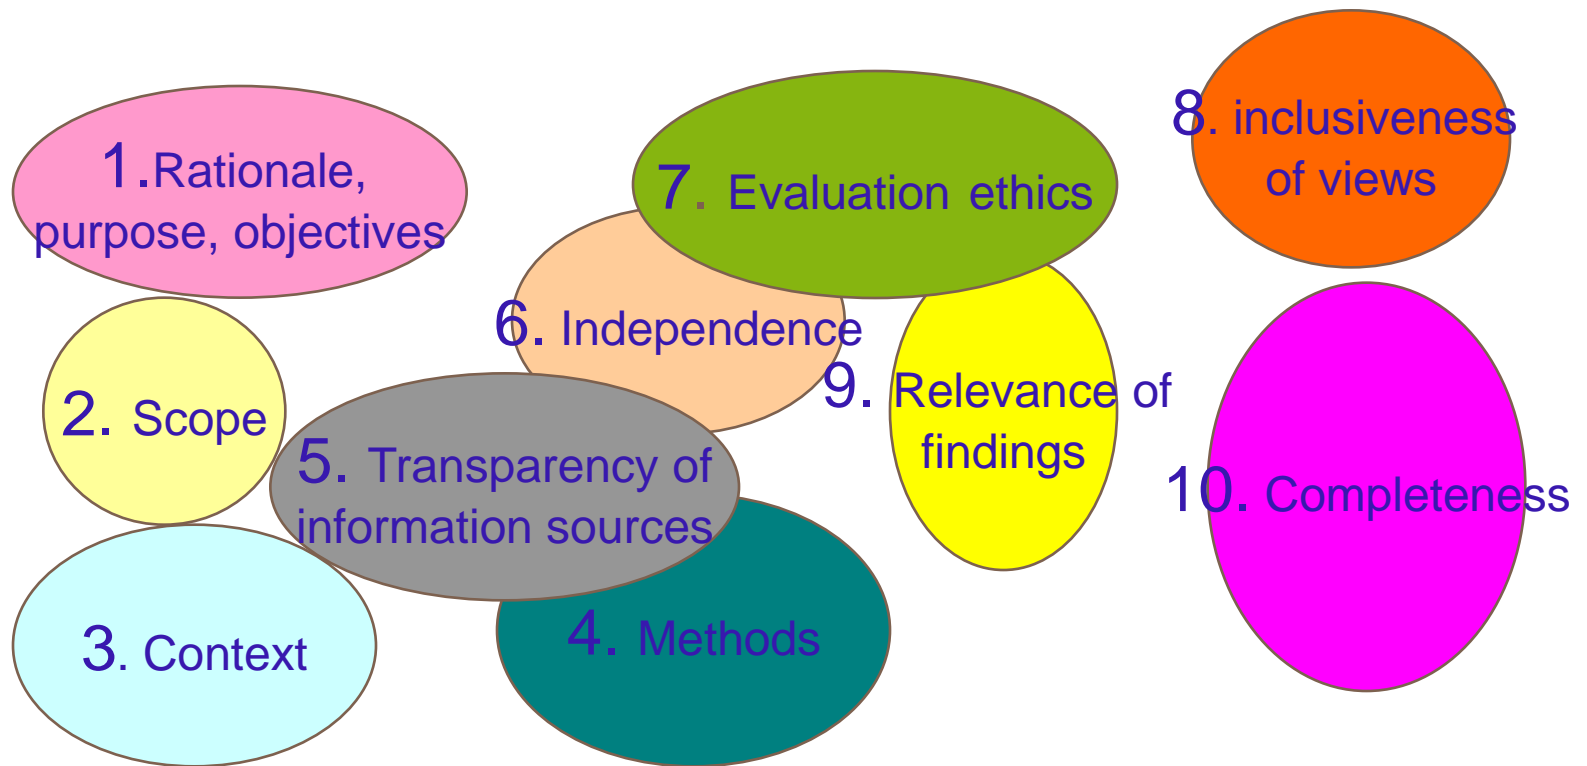 1.Rationale,
purpose, objectives
2. Scope
3. Context
4. Methods
5. Transparency of
information sources
6. Independence
7. Evaluation ethics
8. inclusiveness
of views
9. Relevance of
findings
10. Completeness